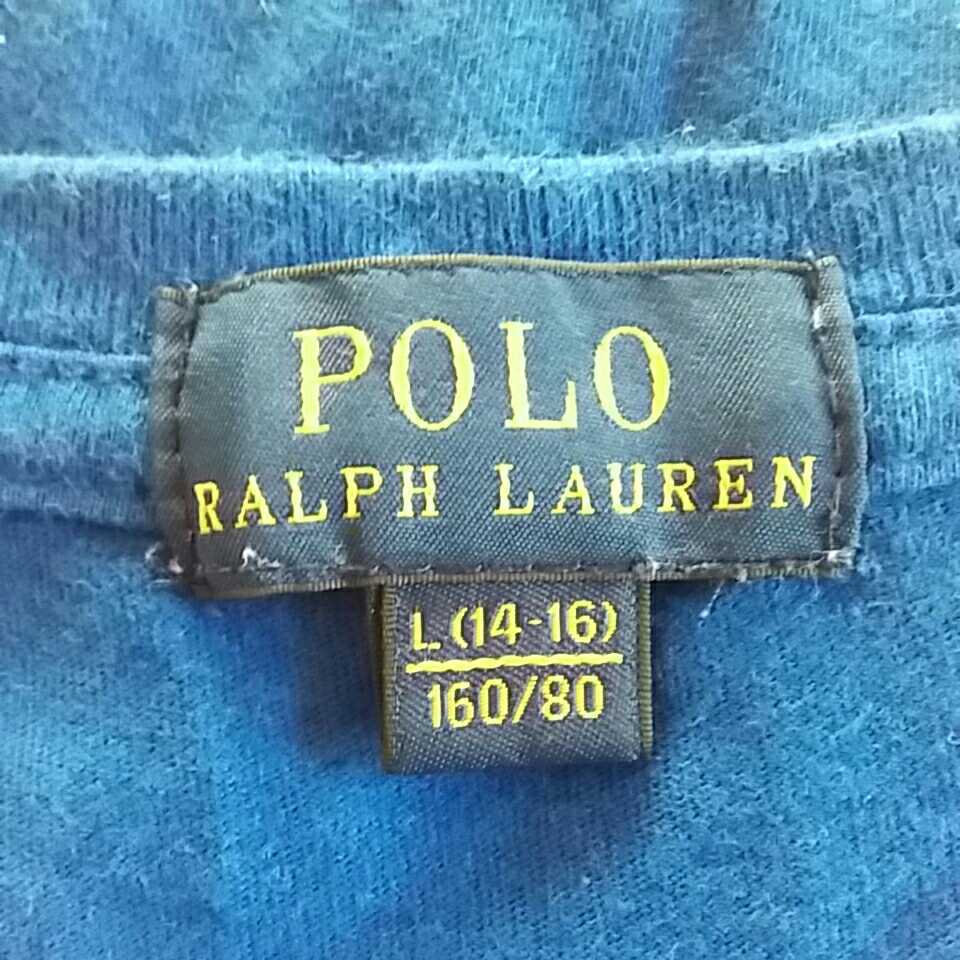 POLO
RALPH LAUREN
L (14-16)
160/80